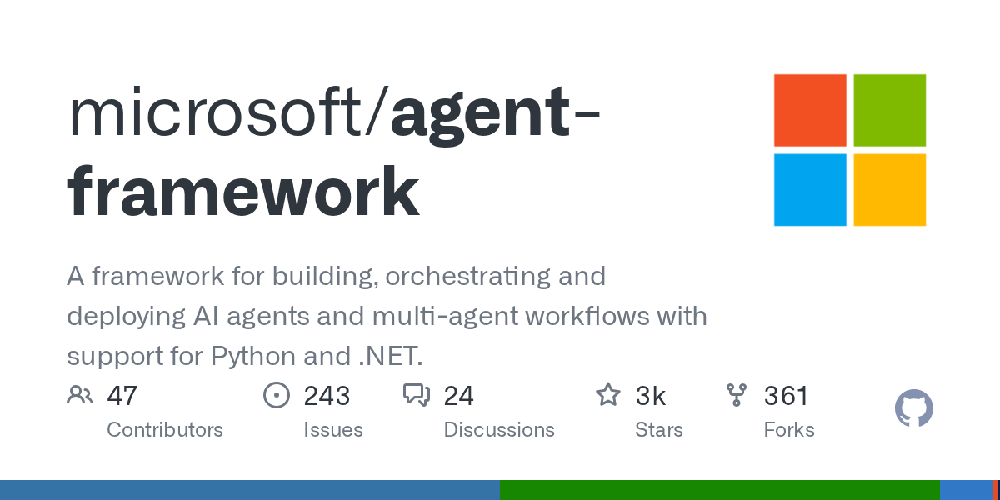 microsoft/agent-
framework
A framework for building, orchestrating and
deploying AI agents and multi-agent workflows with
support for Python and .NET.
47 243 24 3k 361
Contributors Issues Discussions Stars Forks